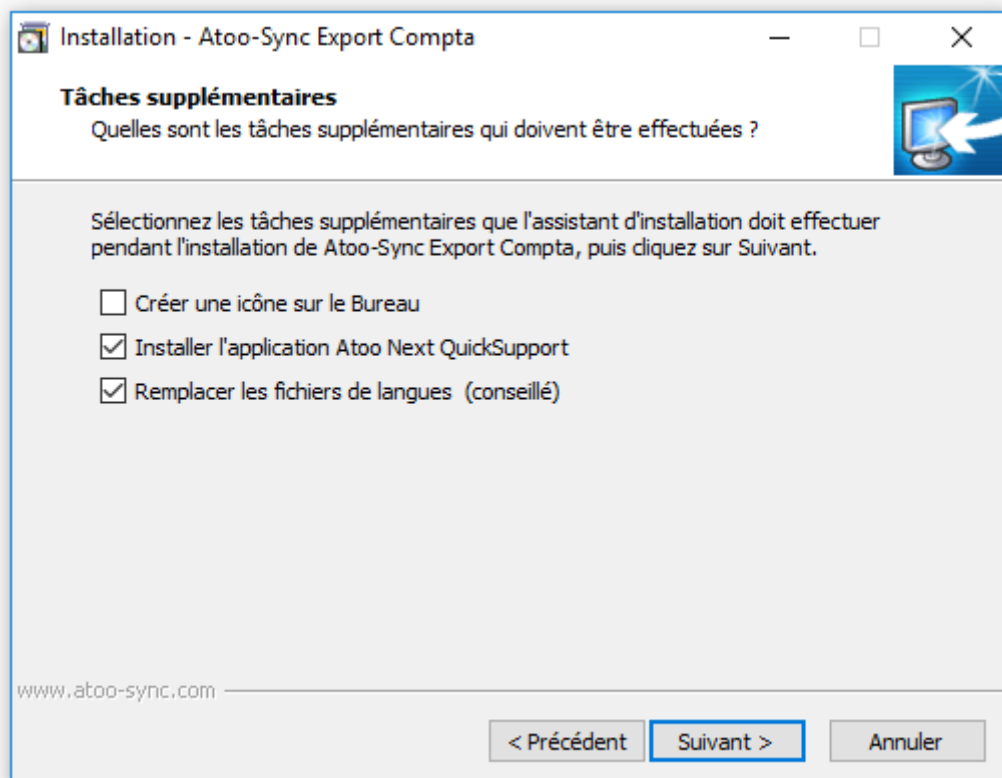 Installation - Atoo-Sync Export Compta
Tâches supplémentaires
Quelles sont les tâches supplémentaires qui doivent être effectuées ?
Sélectionnez les tâches supplémentaires que l'assistant d'installation doit effectuer
pendant l'installation de Atoo-Sync Export Compta, puis cliquez sur Suivant.
Créer une icône sur le Bureau
Installer l'application Atoo Next QuickSupport
Remplacer les fichiers de langues  (conseillé)
www.atoo-sync.com
< Précédent
Suivant >
Annuler